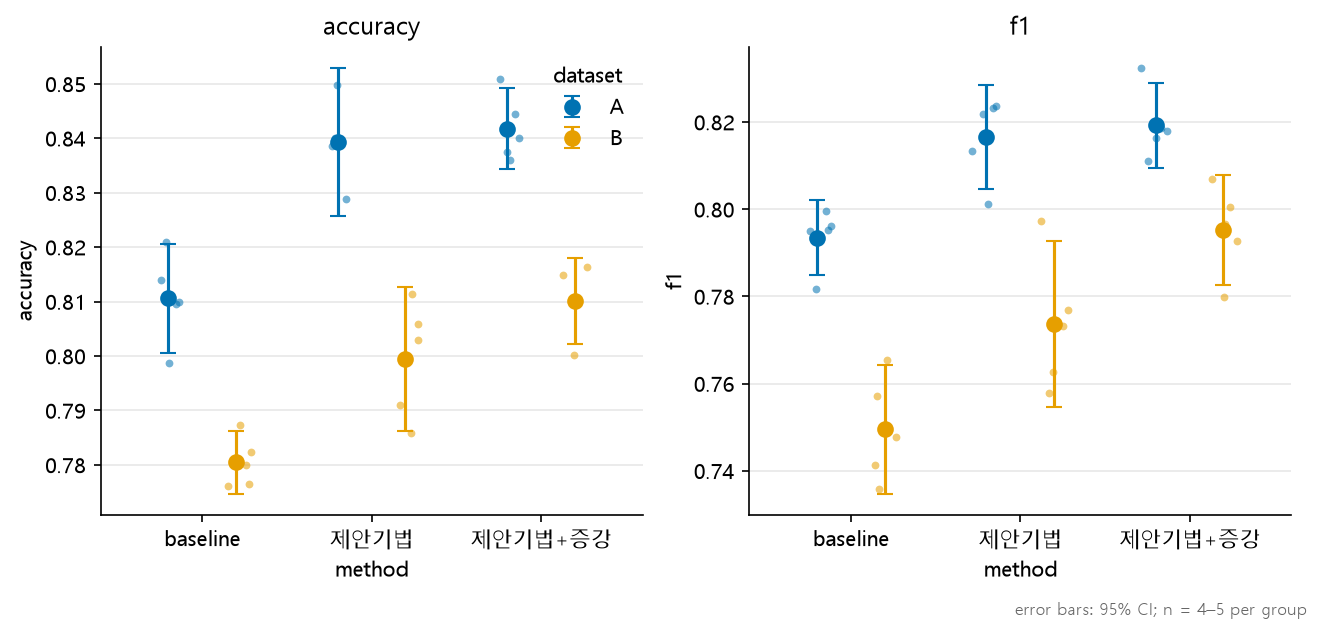 accuracy
f1
dataset
A
B
accuracy
0.85
0.84
0.83
0.82
0.81
0.80
0.79
0.78
f1
0.82
0.80
0.78
0.76
0.74
baseline
제안기법
제안기법+증강
method
baseline
제안기법
제안기법+증강
method
error bars: 95% CI; n = 4–5 per group